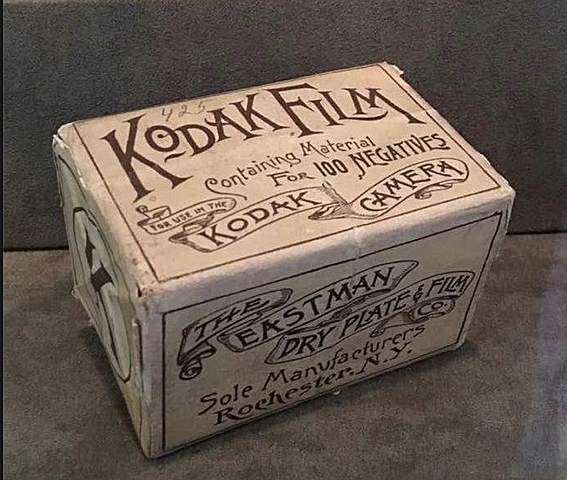 425
KODAK FILM
Containing Material
FOR 100 NEGATIVES
FOR USE IN THE
KODAK CAMERA
THE
EASTMAN
DRY PLATE & FILM
CO.
Sole Manufacturers
Rochester, N.Y.
K